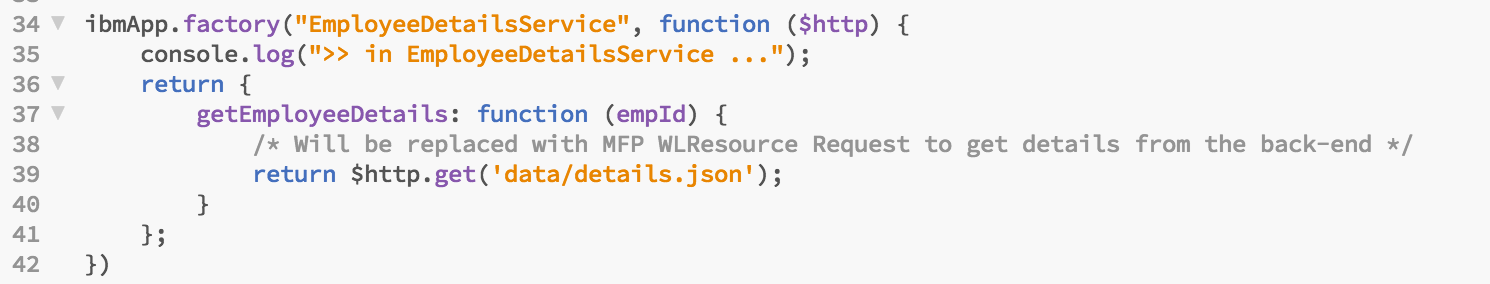 34 ibmApp.factory("EmployeeDetailsService", function ($http) {
35     console.log(">> in EmployeeDetailsService ...");
36     return {
37         getEmployeeDetails: function (empId) {
38             /* Will be replaced with MFP WLResource Request to get details from the back-end */
39             return $http.get('data/details.json');
40         }
41     };
42 })